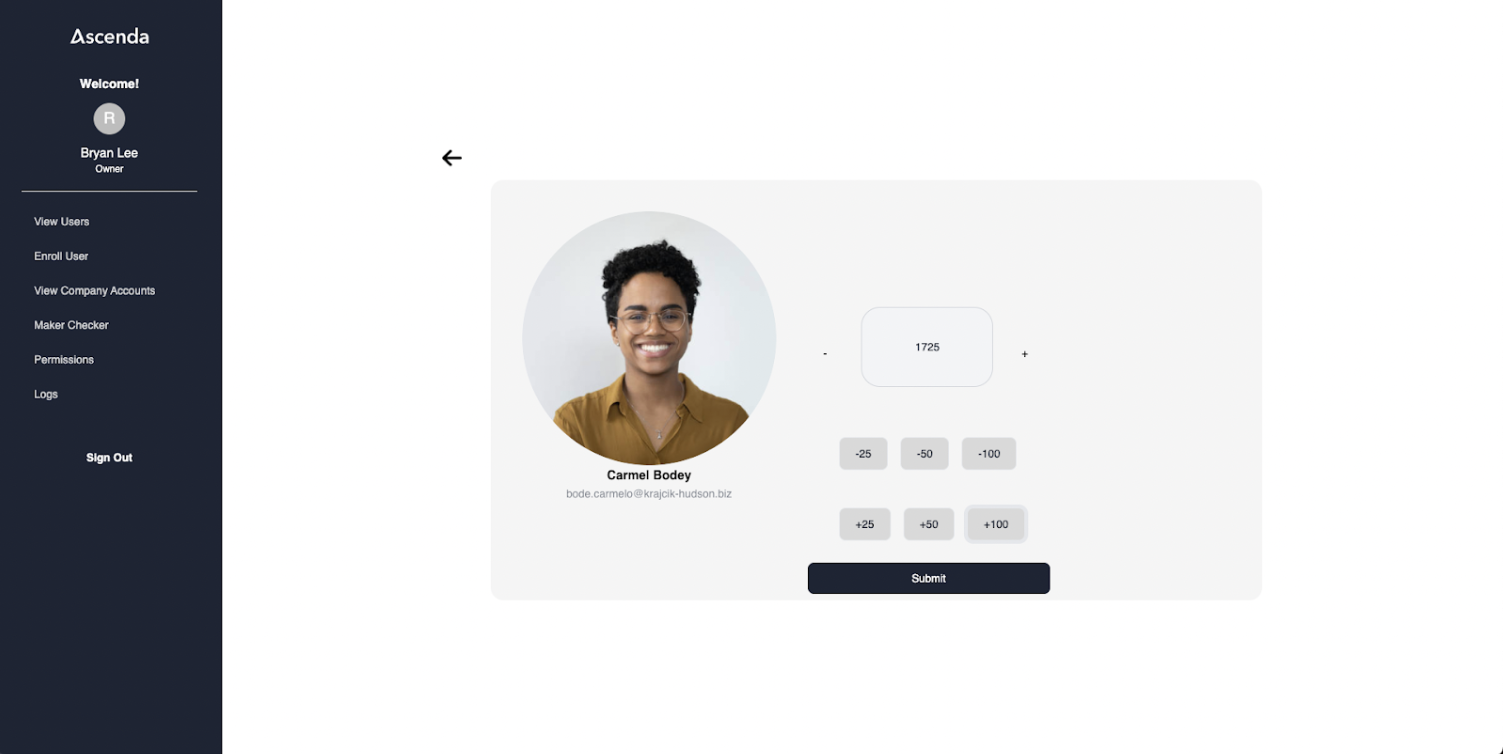 Ascenda
Welcome!
R
Bryan Lee
Owner
View Users
Enroll User
View Company Accounts
Maker Checker
Permissions
Logs
Sign Out
Carmel Bodey
bode.carmelo@krajcik-hudson.biz
- 1725 +
-25 -50 -100
+25 +50 +100
Submit